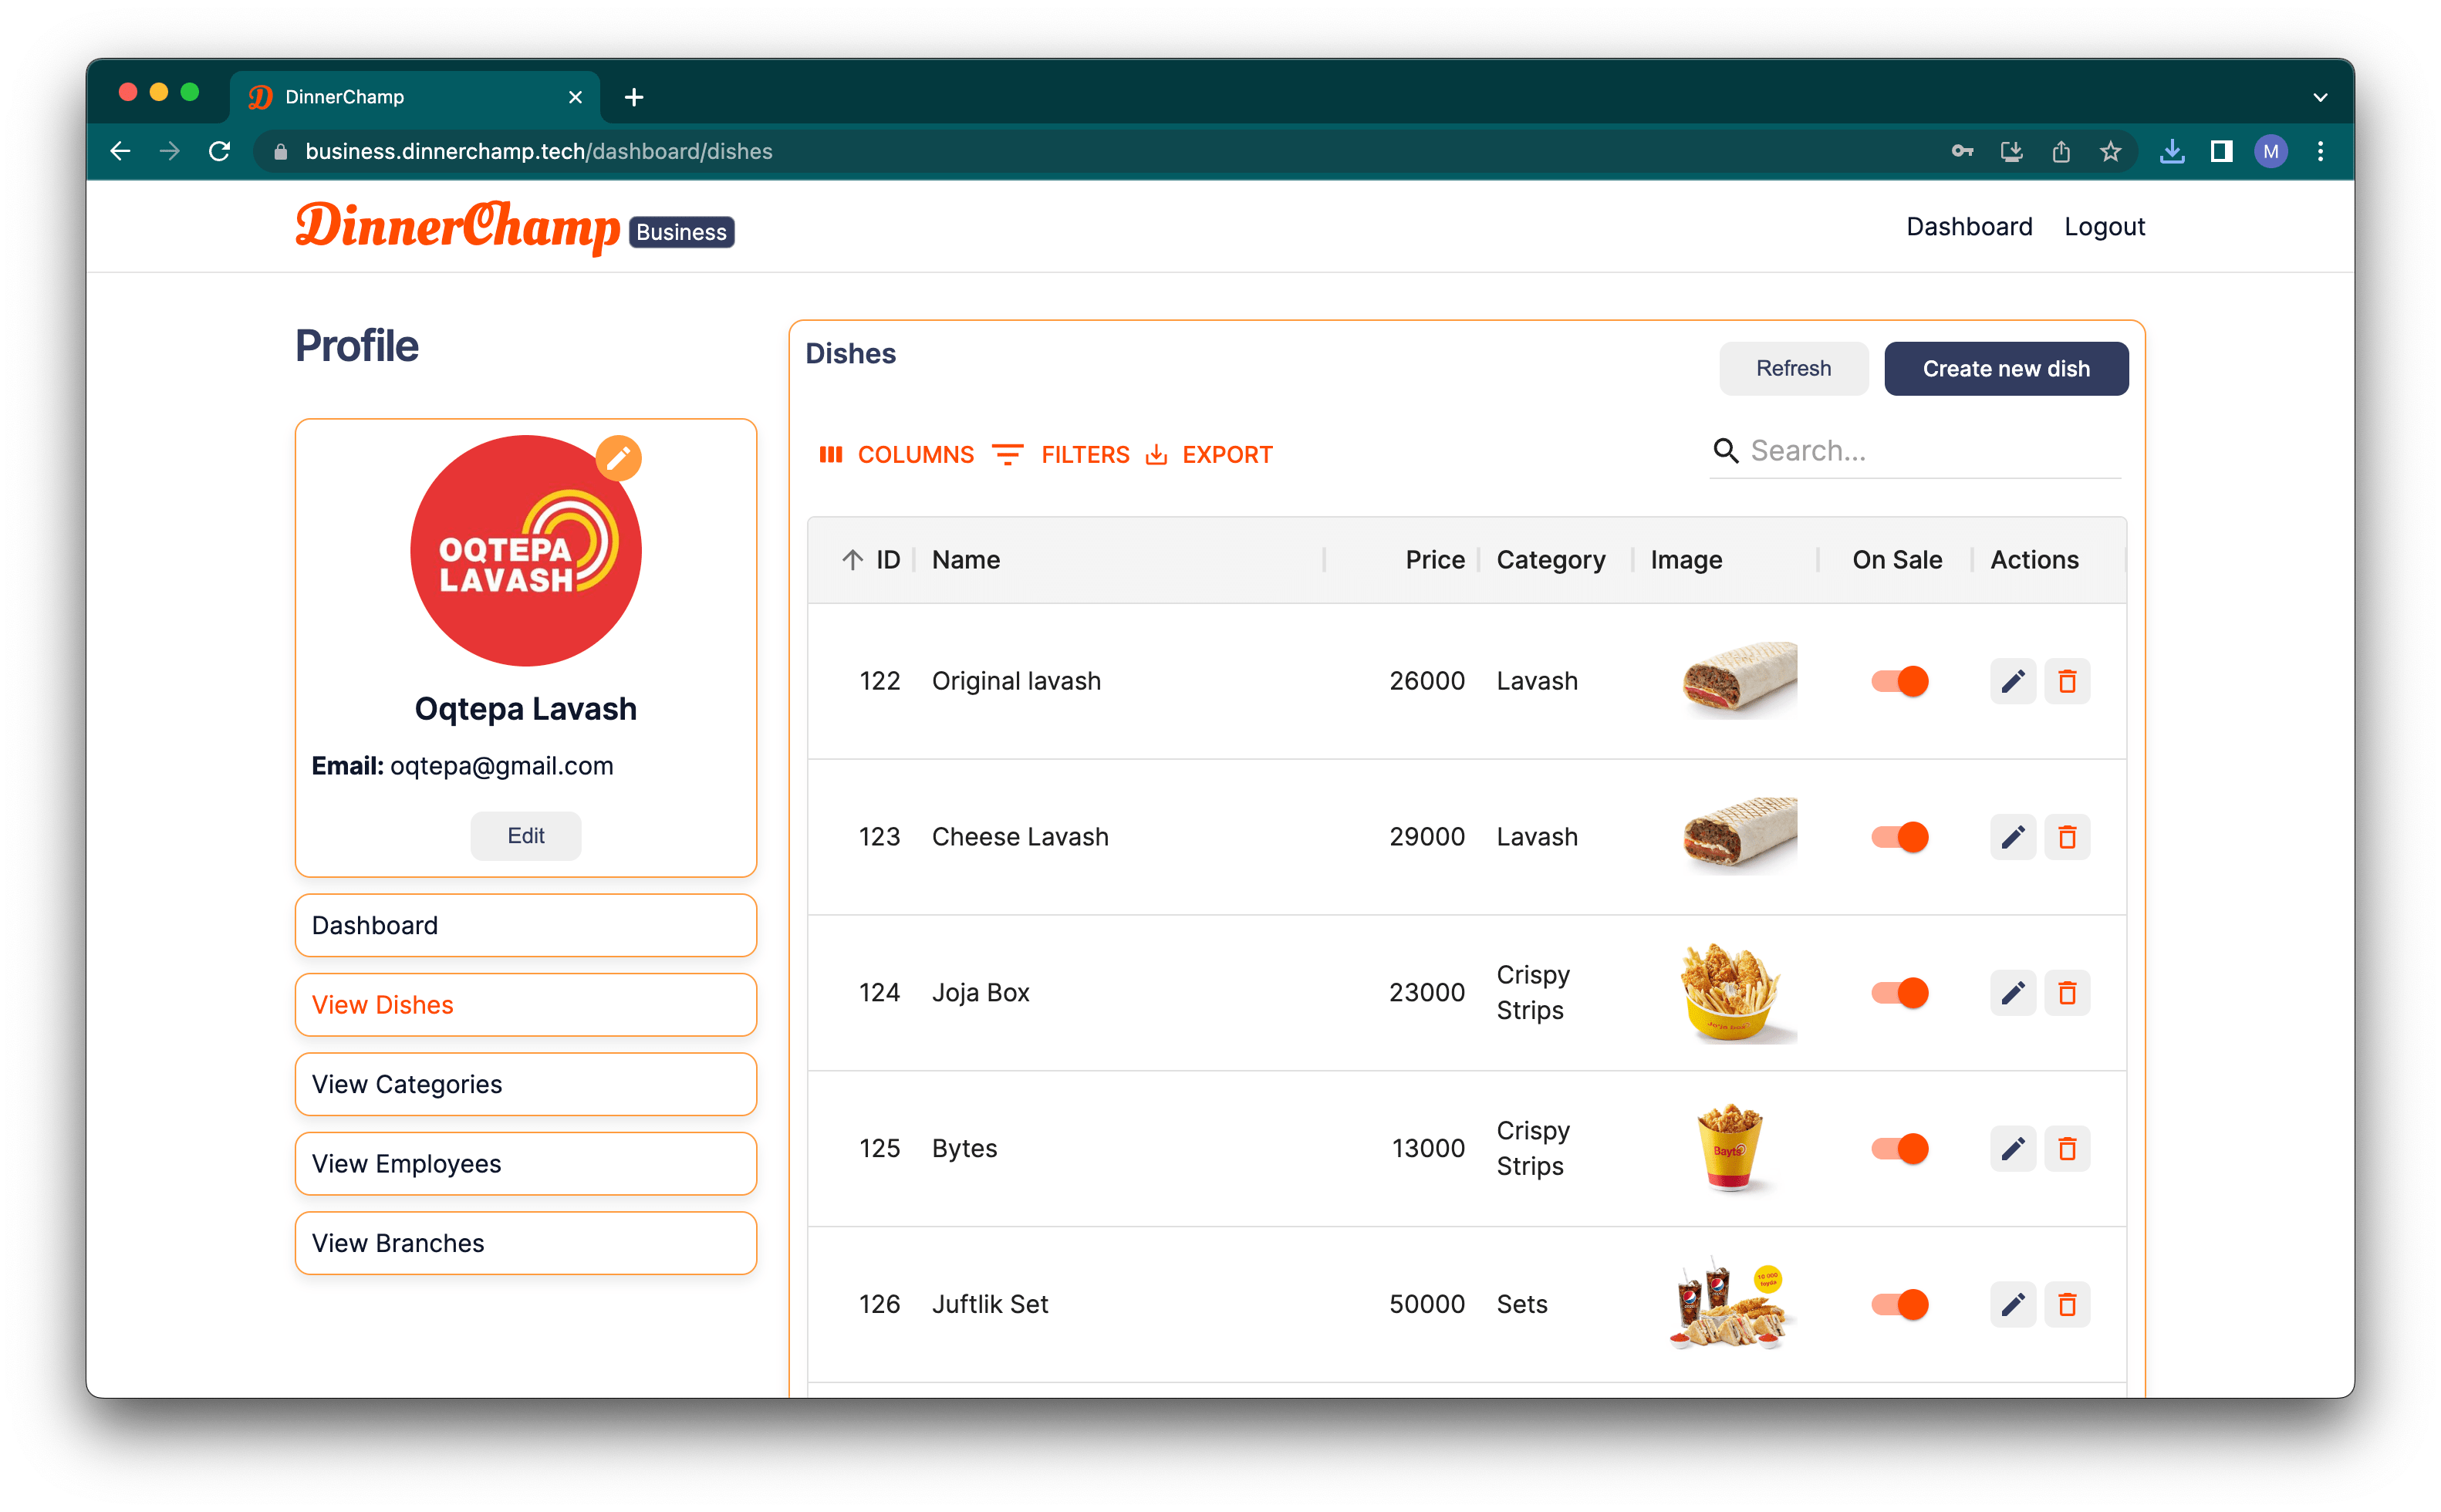 DinnerChamp
business.dinnerchamp.tech/dashboard/dishes
M
DinnerChamp Business
Dashboard Logout
Profile
OQTEPA
LAVASH
Oqtepa Lavash
Email: oqtepa@gmail.com
Edit
Dashboard
View Dishes
View Categories
View Employees
View Branches
Dishes
Refresh
Create new dish
COLUMNS FILTERS EXPORT
Search...
ID Name Price Category Image On Sale Actions
122 Original lavash 26000 Lavash
123 Cheese Lavash 29000 Lavash
124 Joja Box 23000 Crispy
Strips
125 Bytes 13000 Crispy
Strips
Bayts
126 Juftlik Set 50000 Sets
10 000